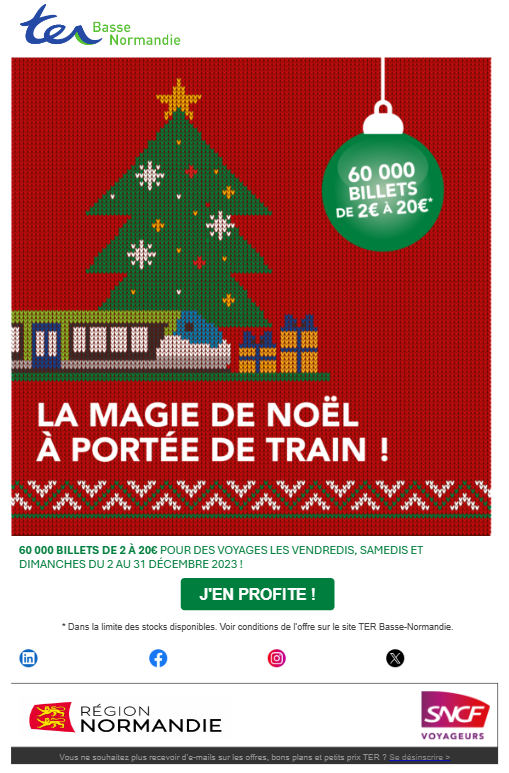 ter Basse
Normandie
60 000
BILLETS
DE 2€ À 20€*
LA MAGIE DE NOËL
À PORTÉE DE TRAIN !
60 000 BILLETS DE 2 À 20€ POUR DES VOYAGES LES VENDREDIS, SAMEDIS ET
DIMANCHES DU 2 AU 31 DÉCEMBRE 2023 !
J'EN PROFITE !
* Dans la limite des stocks disponibles. Voir conditions de l'offre sur le site TER Basse-Normandie.
RÉGION
NORMANDIE
SNCF
VOYAGEURS
Vous ne souhaitez plus recevoir d'e-mails sur les offres, bons plans et petits prix TER ? Se désinscrire >